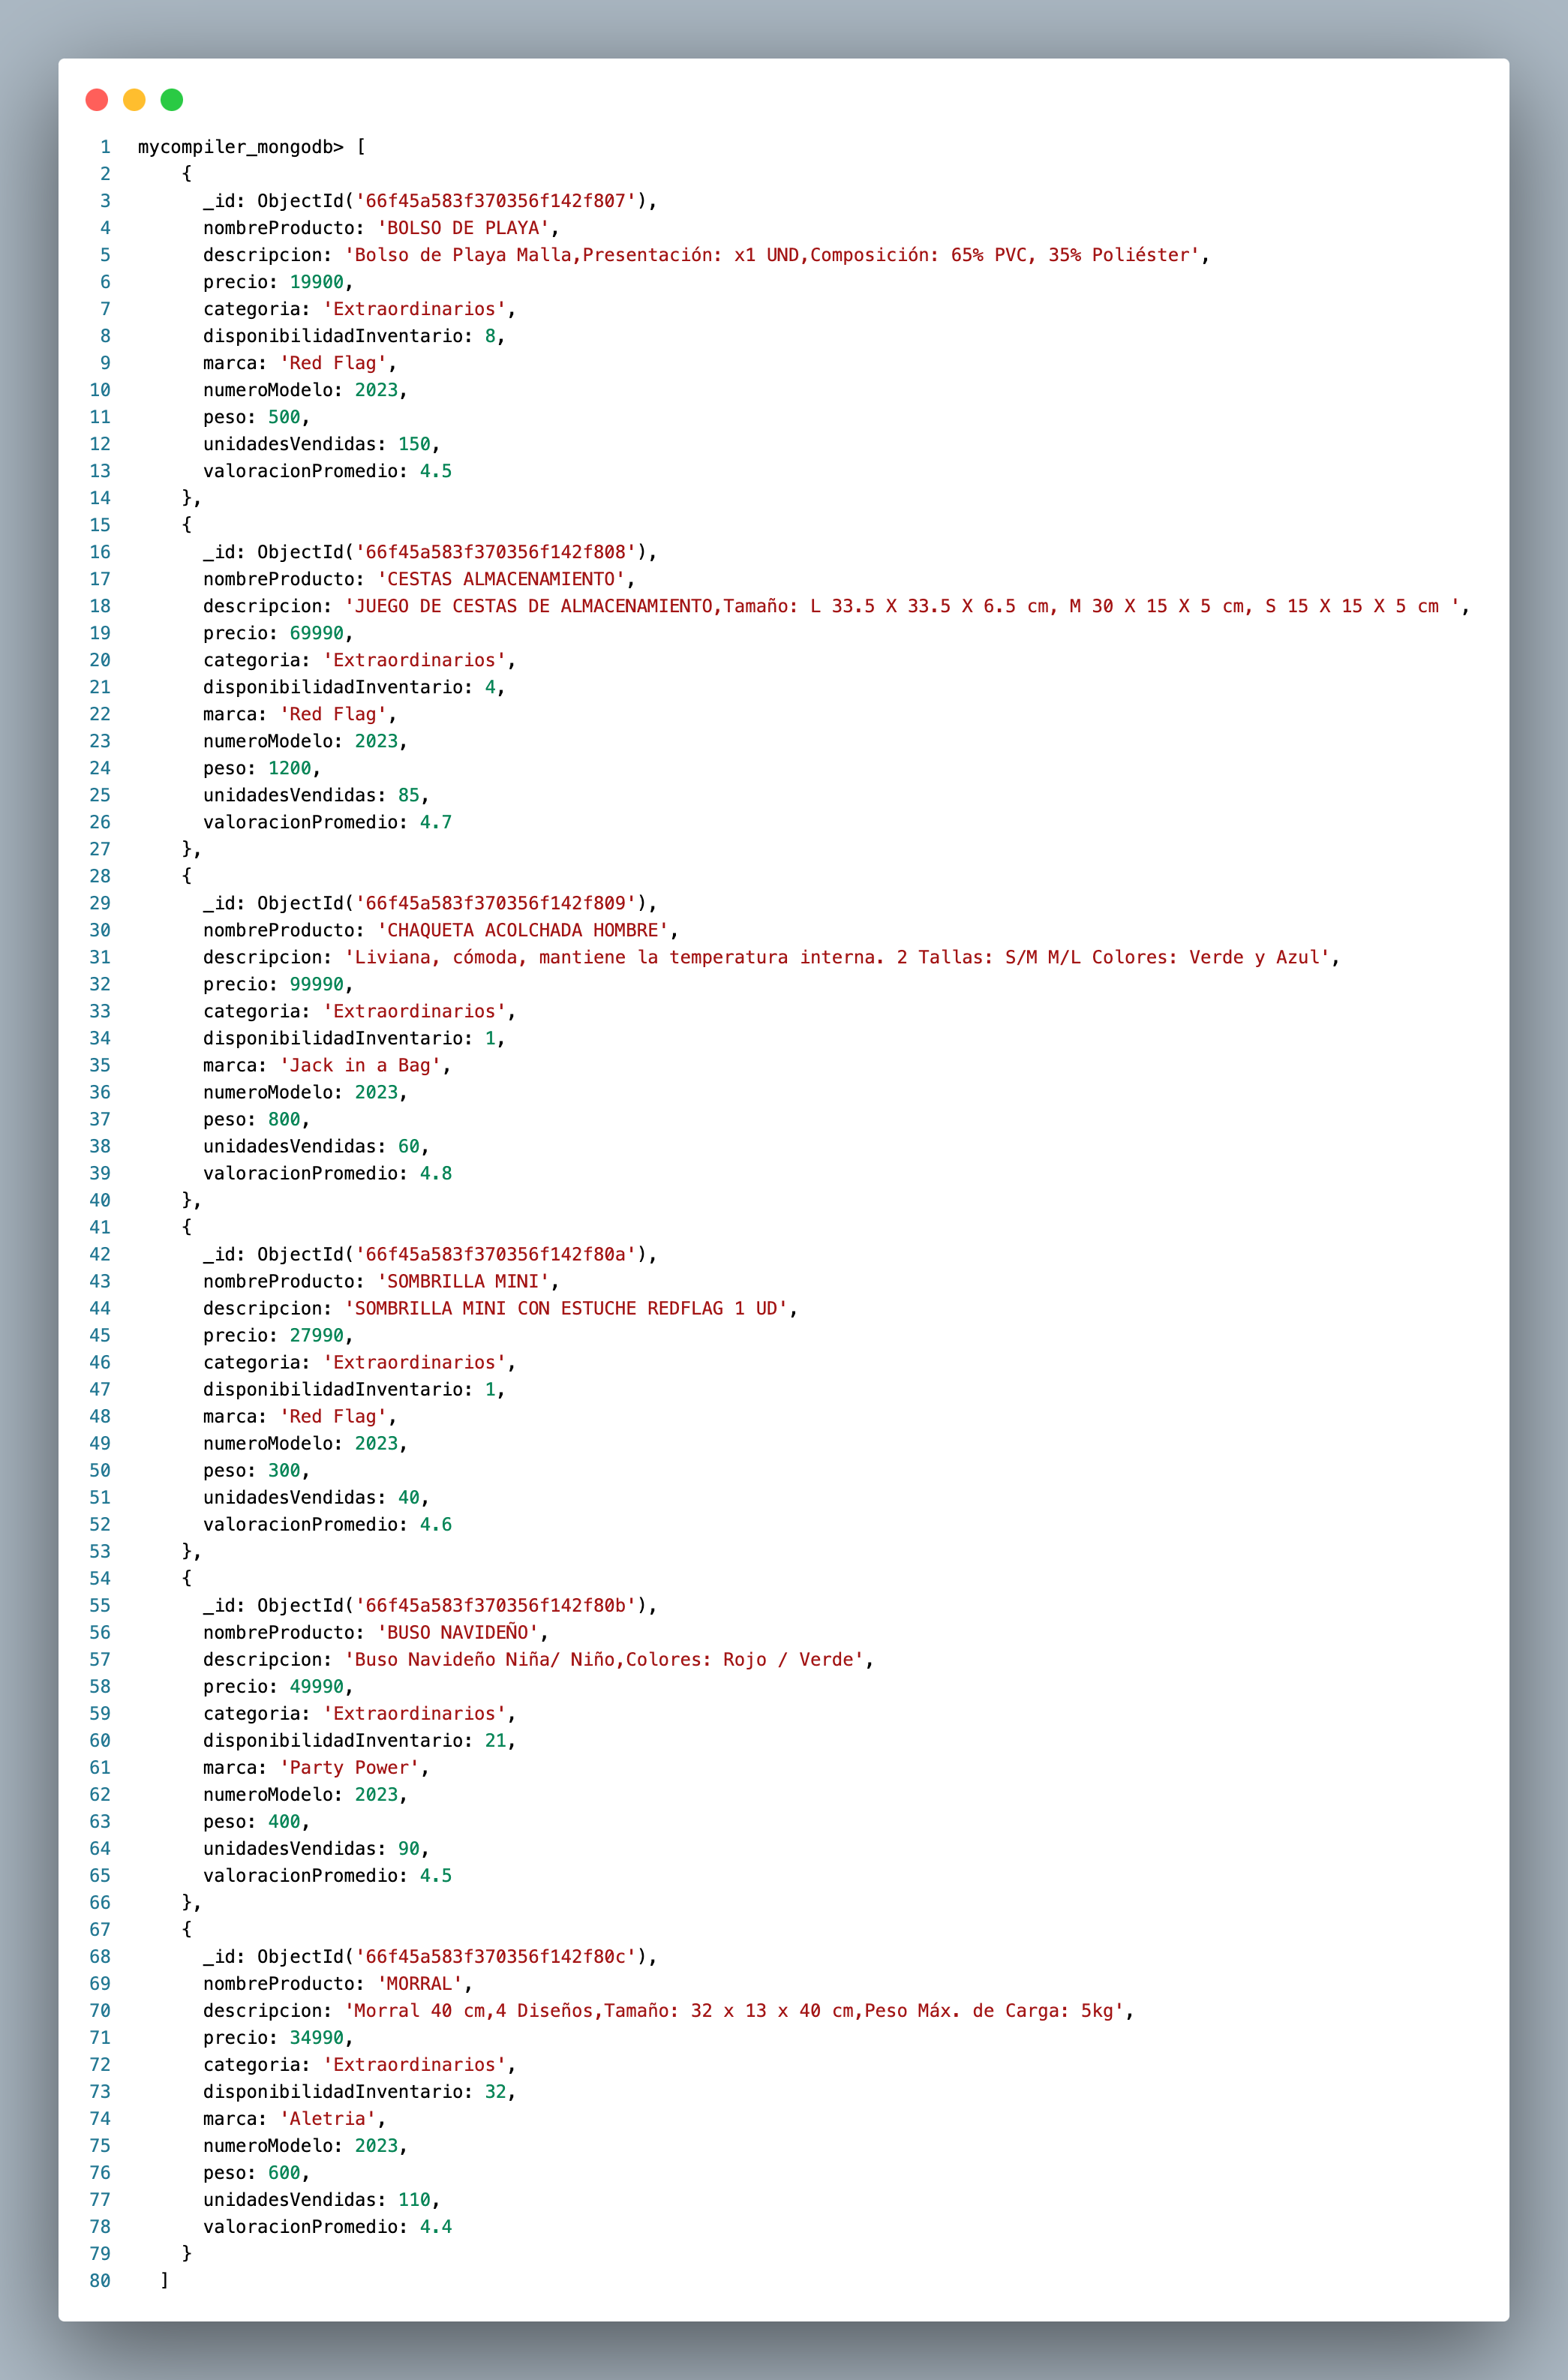 1 mycompiler_mongodb> [
2 {
3 _id: ObjectId('66f45a583f370356f142f807'),
4 nombreProducto: 'BOLSO DE PLAYA',
5 descripcion: 'Bolso de Playa Malla,Presentación: x1 UND,Composición: 65% PVC, 35% Poliéster',
6 precio: 19900,
7 categoria: 'Extraordinarios',
8 disponibilidadInventario: 8,
9 marca: 'Red Flag',
10 numeroModelo: 2023,
11 peso: 500,
12 unidadesVendidas: 150,
13 valoracionPromedio: 4.5
14 },
15 {
16 _id: ObjectId('66f45a583f370356f142f808'),
17 nombreProducto: 'CESTAS ALMACENAMIENTO',
18 descripcion: 'JUEGO DE CESTAS DE ALMACENAMIENTO,Tamaño: L 33.5 X 33.5 X 6.5 cm, M 30 X 15 X 5 cm, S 15 X 15 X 5 cm ',
19 precio: 69990,
20 categoria: 'Extraordinarios',
21 disponibilidadInventario: 4,
22 marca: 'Red Flag',
23 numeroModelo: 2023,
24 peso: 1200,
25 unidadesVendidas: 85,
26 valoracionPromedio: 4.7
27 },
28 {
29 _id: ObjectId('66f45a583f370356f142f809'),
30 nombreProducto: 'CHAQUETA ACOLCHADA HOMBRE',
31 descripcion: 'Liviana, cómoda, mantiene la temperatura interna. 2 Tallas: S/M M/L Colores: Verde y Azul',
32 precio: 99990,
33 categoria: 'Extraordinarios',
34 disponibilidadInventario: 1,
35 marca: 'Jack in a Bag',
36 numeroModelo: 2023,
37 peso: 800,
38 unidadesVendidas: 60,
39 valoracionPromedio: 4.8
40 },
41 {
42 _id: ObjectId('66f45a583f370356f142f80a'),
43 nombreProducto: 'SOMBRILLA MINI',
44 descripcion: 'SOMBRILLA MINI CON ESTUCHE REDFLAG 1 UD',
45 precio: 27990,
46 categoria: 'Extraordinarios',
47 disponibilidadInventario: 1,
48 marca: 'Red Flag',
49 numeroModelo: 2023,
50 peso: 300,
51 unidadesVendidas: 40,
52 valoracionPromedio: 4.6
53 },
54 {
55 _id: ObjectId('66f45a583f370356f142f80b'),
56 nombreProducto: 'BUSO NAVIDEÑO',
57 descripcion: 'Buso Navideño Niña/ Niño,Colores: Rojo / Verde',
58 precio: 49990,
59 categoria: 'Extraordinarios',
60 disponibilidadInventario: 21,
61 marca: 'Party Power',
62 numeroModelo: 2023,
63 peso: 400,
64 unidadesVendidas: 90,
65 valoracionPromedio: 4.5
66 },
67 {
68 _id: ObjectId('66f45a583f370356f142f80c'),
69 nombreProducto: 'MORRAL',
70 descripcion: 'Morral 40 cm,4 Diseños,Tamaño: 32 x 13 x 40 cm,Peso Máx. de Carga: 5kg',
71 precio: 34990,
72 categoria: 'Extraordinarios',
73 disponibilidadInventario: 32,
74 marca: 'Aletria',
75 numeroModelo: 2023,
76 peso: 600,
77 unidadesVendidas: 110,
78 valoracionPromedio: 4.4
79 }
80 ]